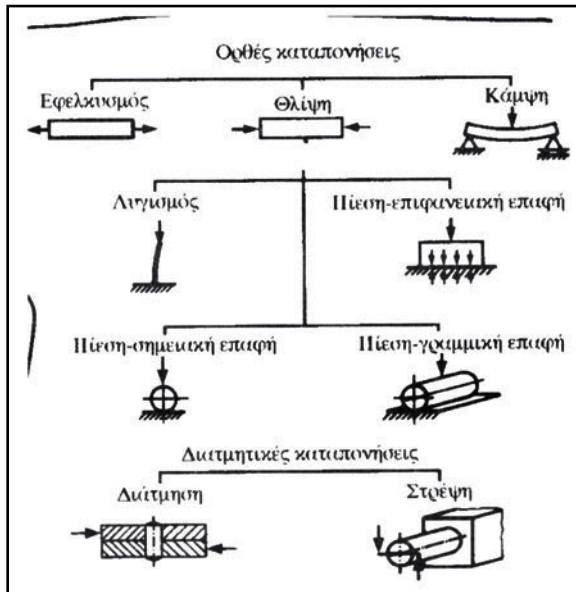 Ορθές καταπονήσεις
Εφελκυσμός
Θλίψη
Κάμψη
Λυγισμός
Πίεση-επιφανειακή επαφή
Πίεση-σημειακή επαφή
Πίεση-γραμμική επαφή
Διατμητικές καταπονήσεις
Διάτμηση
Στρέψη